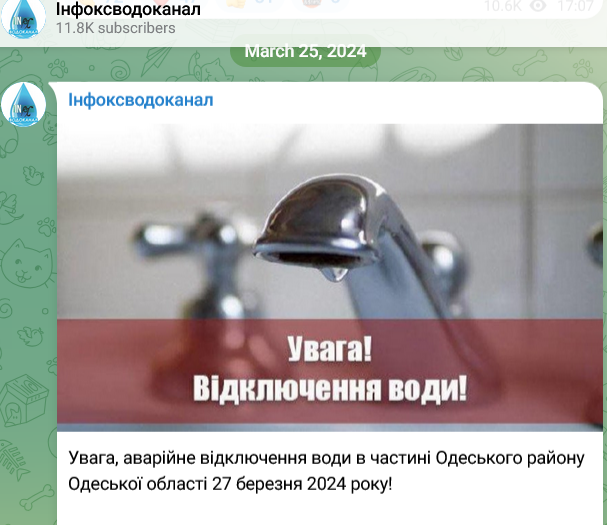 Інфоксводоканал
11.8K subscribers
10.6K 17:07
March 25, 2024
Інфоксводоканал
Увага!
Відключення води!
Увага, аварійне відключення води в частині Одеського району
Одеської області 27 березня 2024 року!